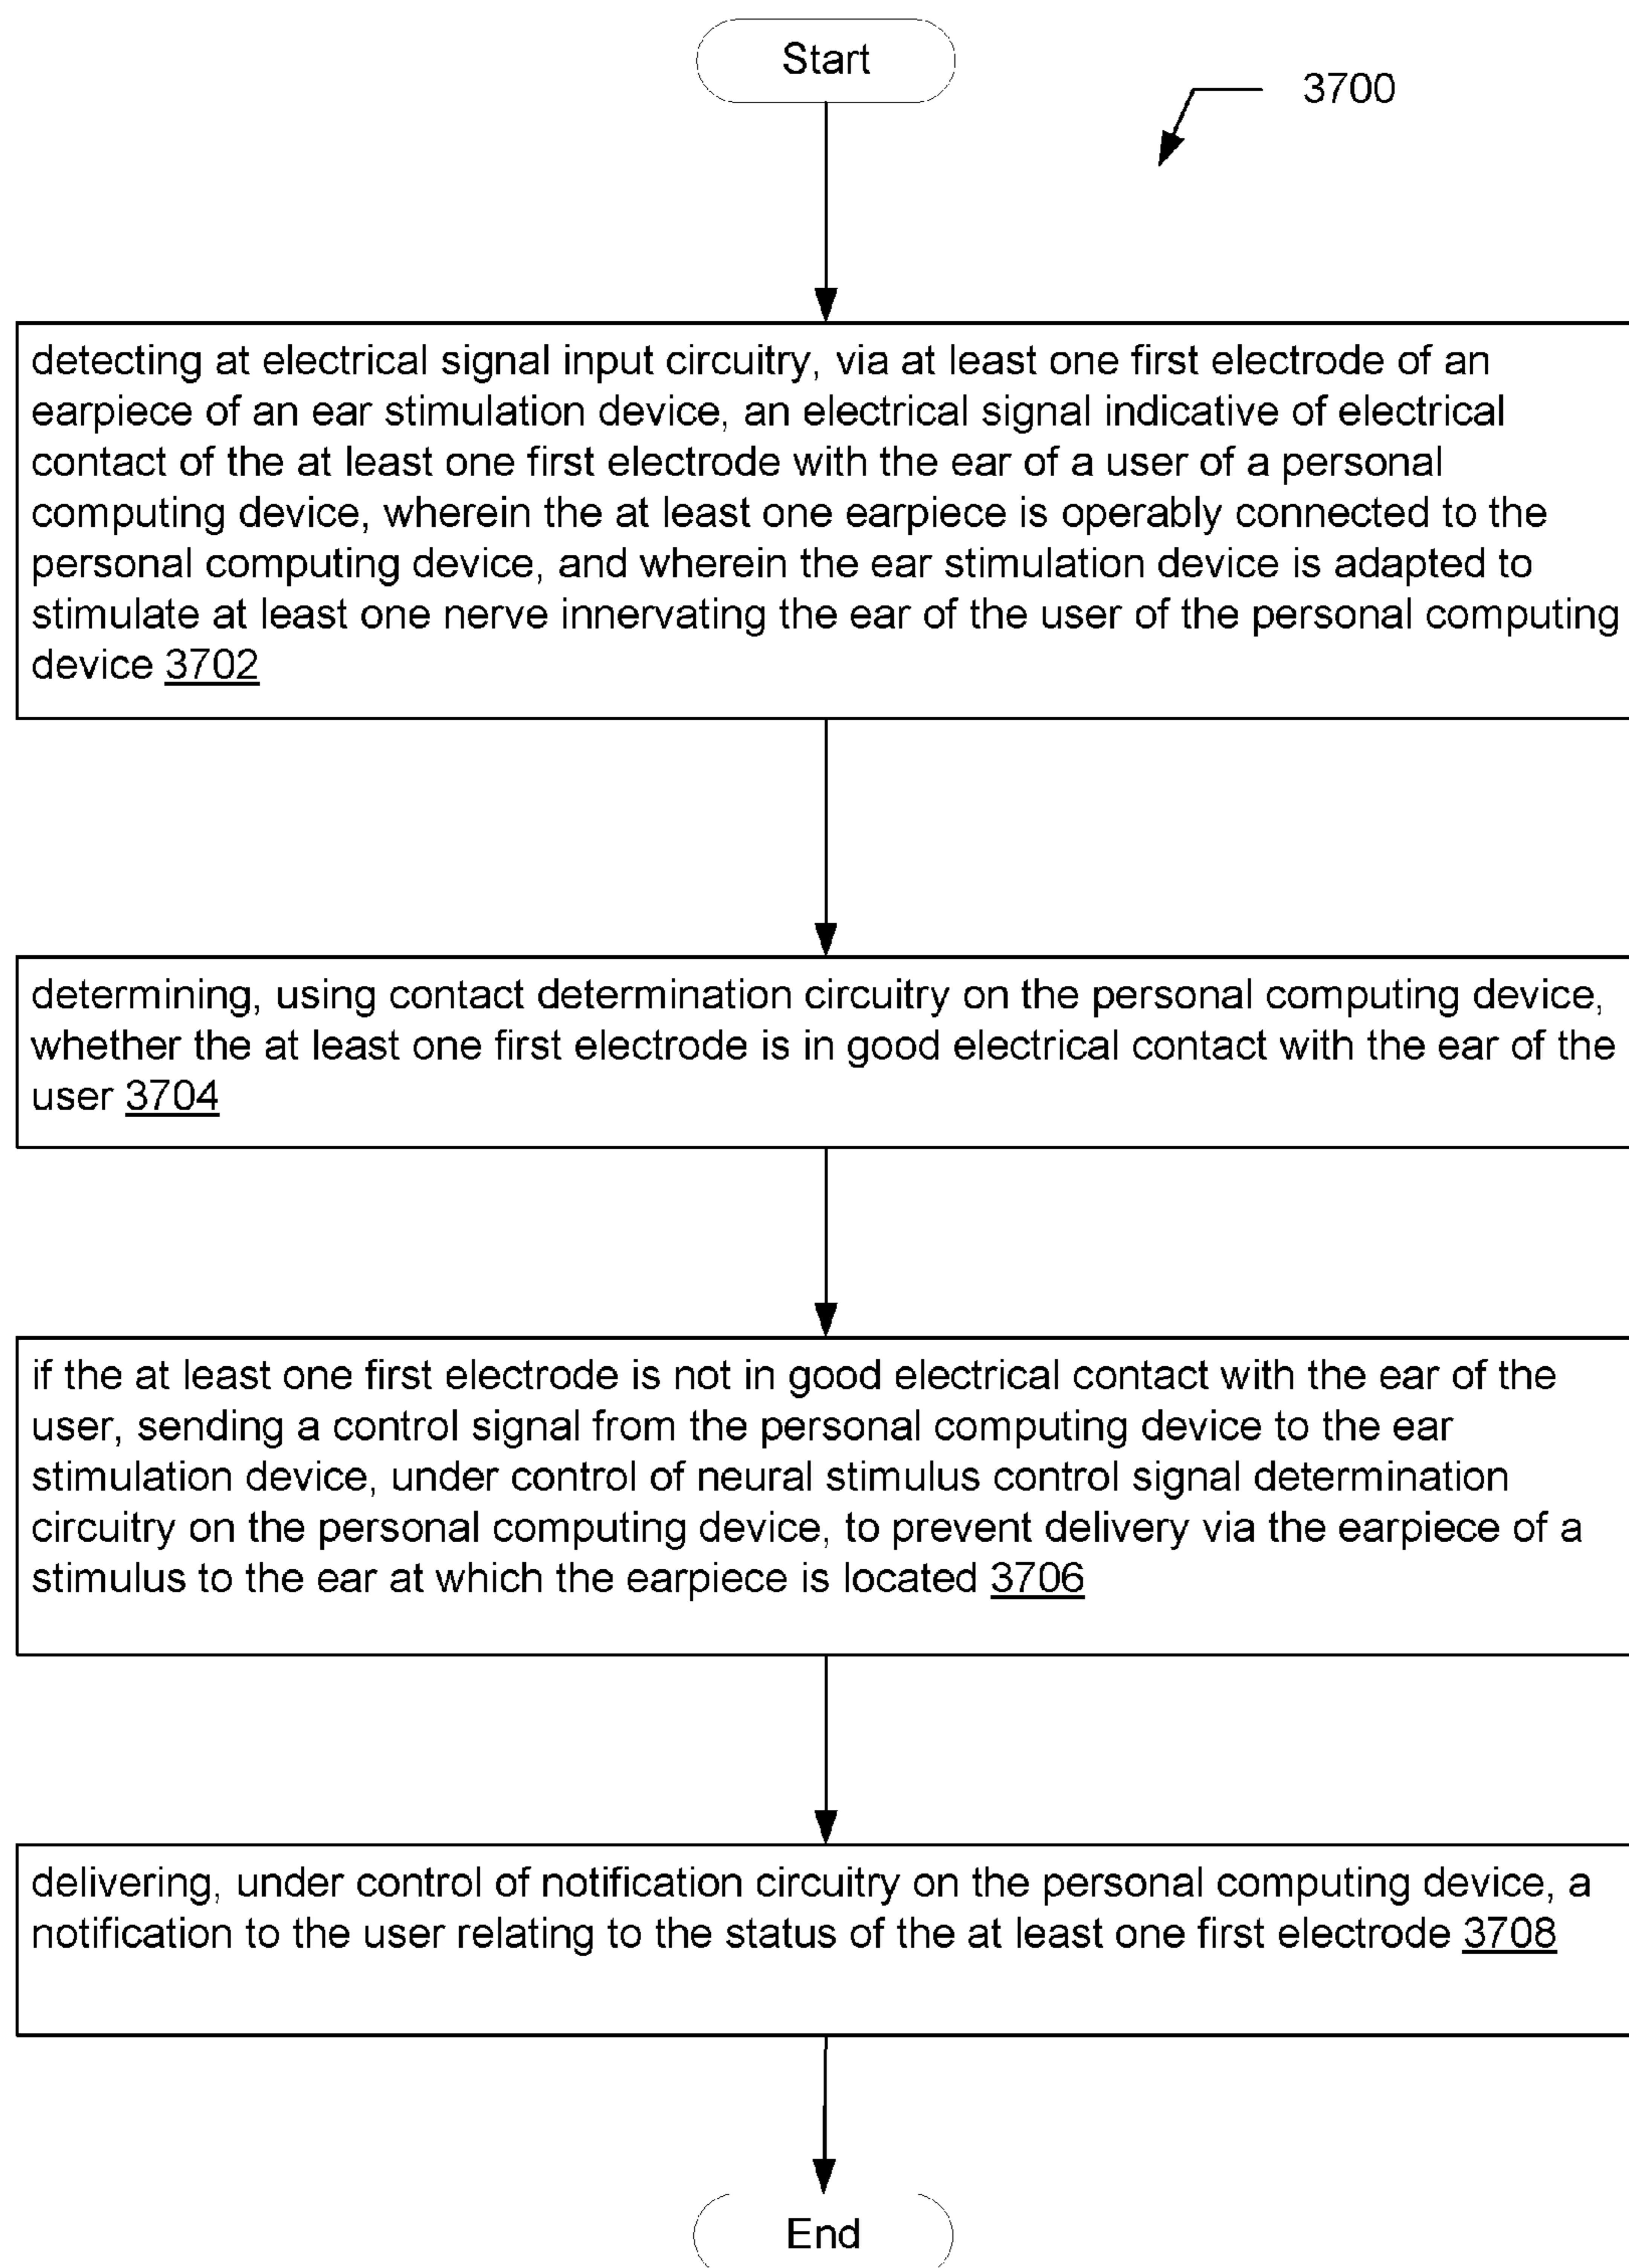 Start
3700
detecting at electrical signal input circuitry, via at least one first electrode of an
earpiece of an ear stimulation device, an electrical signal indicative of electrical
contact of the at least one first electrode with the ear of a user of a personal
computing device, wherein the at least one earpiece is operably connected to the
personal computing device, and wherein the ear stimulation device is adapted to
stimulate at least one nerve innervating the ear of the user of the personal computing
device 3702
determining, using contact determination circuitry on the personal computing device,
whether the at least one first electrode is in good electrical contact with the ear of the
user 3704
if the at least one first electrode is not in good electrical contact with the ear of the
user, sending a control signal from the personal computing device to the ear
stimulation device, under control of neural stimulus control signal determination
circuitry on the personal computing device, to prevent delivery via the earpiece of a
stimulus to the ear at which the earpiece is located 3706
delivering, under control of notification circuitry on the personal computing device, a
notification to the user relating to the status of the at least one first electrode 3708
End